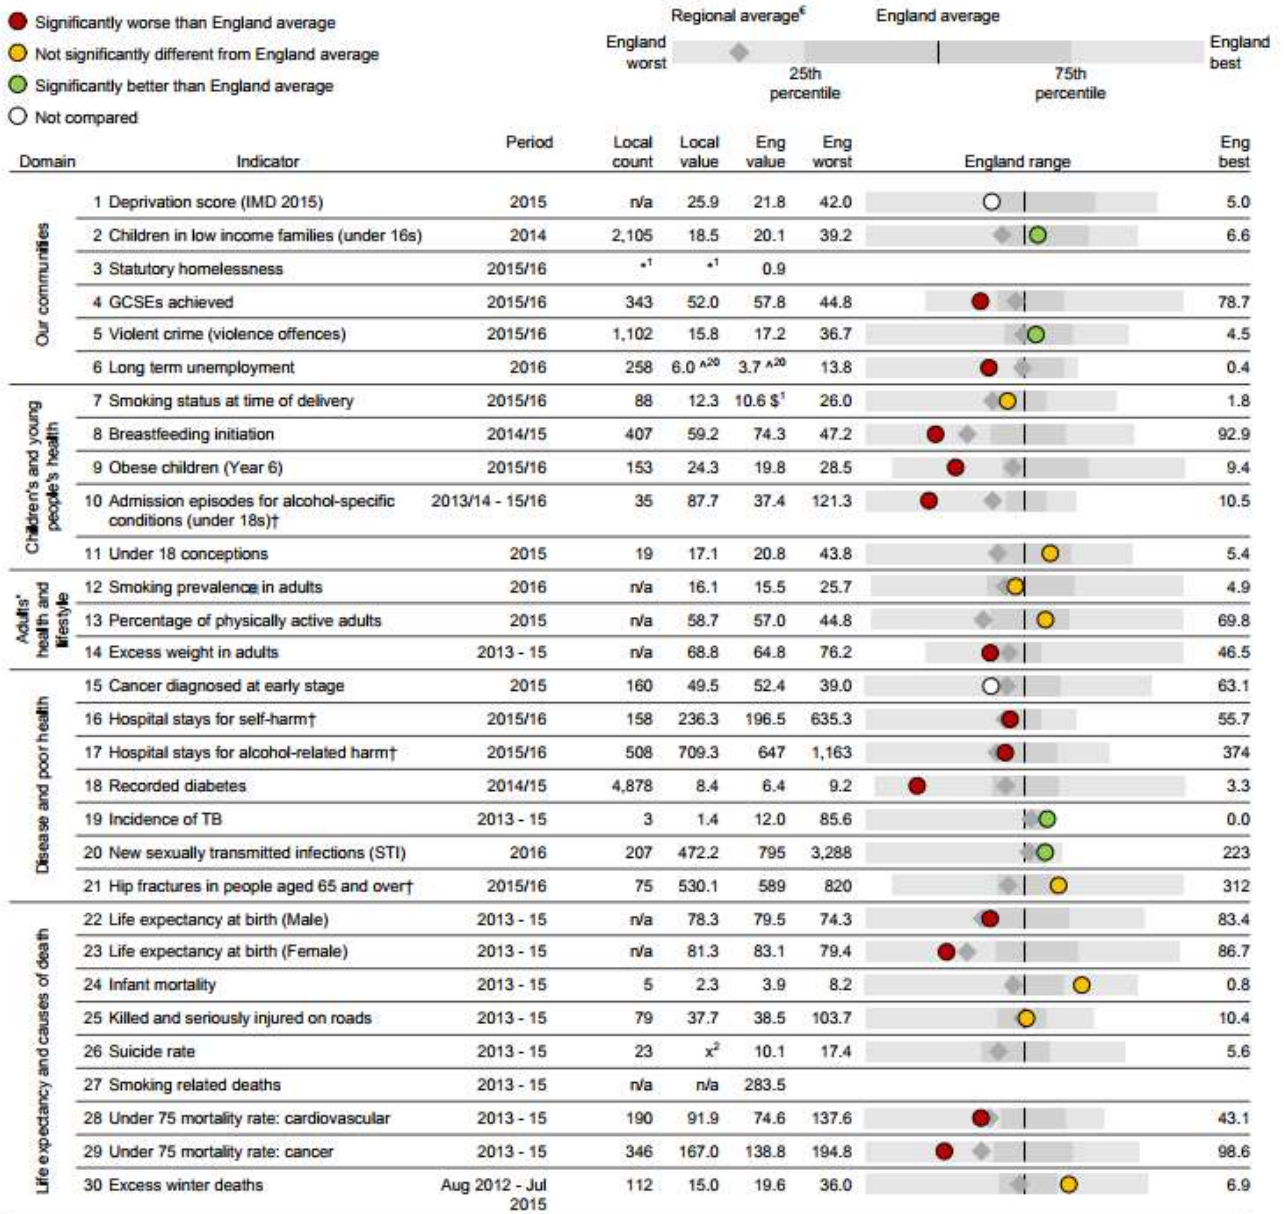 Significantly worse than England average
Not significantly different from England average
Significantly better than England average
Not compared
Regional average€ England average
England worst England best
25th percentile 75th percentile
Domain Indicator Period Local count Local value Eng value Eng worst England range Eng best
Our communities
1 Deprivation score (IMD 2015) 2015 n/a 25.9 21.8 42.0 5.0
2 Children in low income families (under 16s) 2014 2,105 18.5 20.1 39.2 6.6
3 Statutory homelessness 2015/16 *1 *1 0.9
4 GCSEs achieved 2015/16 343 52.0 57.8 44.8 78.7
5 Violent crime (violence offences) 2015/16 1,102 15.8 17.2 36.7 4.5
6 Long term unemployment 2016 258 6.0 ^20 3.7 ^20 13.8 0.4
Children's and young people's health
7 Smoking status at time of delivery 2015/16 88 12.3 10.6 $1 26.0 1.8
8 Breastfeeding initiation 2014/15 407 59.2 74.3 47.2 92.9
9 Obese children (Year 6) 2015/16 153 24.3 19.8 28.5 9.4
10 Admission episodes for alcohol-specific 2013/14 - 15/16 35 87.7 37.4 121.3 10.5
conditions (under 18s)†
11 Under 18 conceptions 2015 19 17.1 20.8 43.8 5.4
Adults' health and lifestyle
12 Smoking prevalence in adults 2016 n/a 16.1 15.5 25.7 4.9
13 Percentage of physically active adults 2015 n/a 58.7 57.0 44.8 69.8
14 Excess weight in adults 2013 - 15 n/a 68.8 64.8 76.2 46.5
Disease and poor health
15 Cancer diagnosed at early stage 2015 160 49.5 52.4 39.0 63.1
16 Hospital stays for self-harm† 2015/16 158 236.3 196.5 635.3 55.7
17 Hospital stays for alcohol-related harm† 2015/16 508 709.3 647 1,163 374
18 Recorded diabetes 2014/15 4,878 8.4 6.4 9.2 3.3
19 Incidence of TB 2013 - 15 3 1.4 12.0 85.6 0.0
20 New sexually transmitted infections (STI) 2016 207 472.2 795 3,288 223
21 Hip fractures in people aged 65 and over† 2015/16 75 530.1 589 820 312
Life expectancy and causes of death
22 Life expectancy at birth (Male) 2013 - 15 n/a 78.3 79.5 74.3 83.4
23 Life expectancy at birth (Female) 2013 - 15 n/a 81.3 83.1 79.4 86.7
24 Infant mortality 2013 - 15 5 2.3 3.9 8.2 0.8
25 Killed and seriously injured on roads 2013 - 15 79 37.7 38.5 103.7 10.4
26 Suicide rate 2013 - 15 23 x2 10.1 17.4 5.6
27 Smoking related deaths 2013 - 15 n/a n/a 283.5
28 Under 75 mortality rate: cardiovascular 2013 - 15 190 91.9 74.6 137.6 43.1
29 Under 75 mortality rate: cancer 2013 - 15 346 167.0 138.8 194.8 98.6
30 Excess winter deaths Aug 2012 - Jul 2015 112 15.0 19.6 36.0 6.9